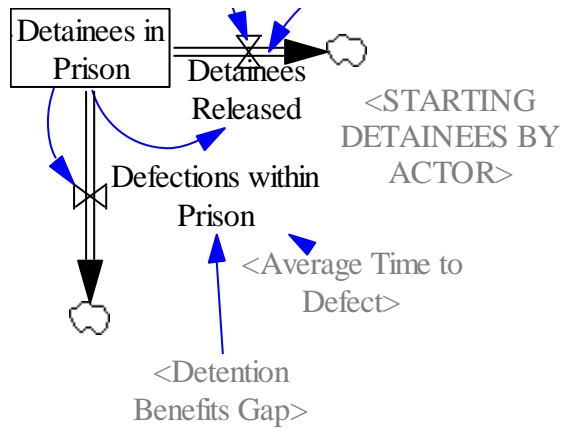 Detainees in
Prison
Detainees
Released
<STARTING
DETAINEES BY
ACTOR>
Defections within
Prison
<Average Time to
Defect>
<Detention
Benefits Gap>